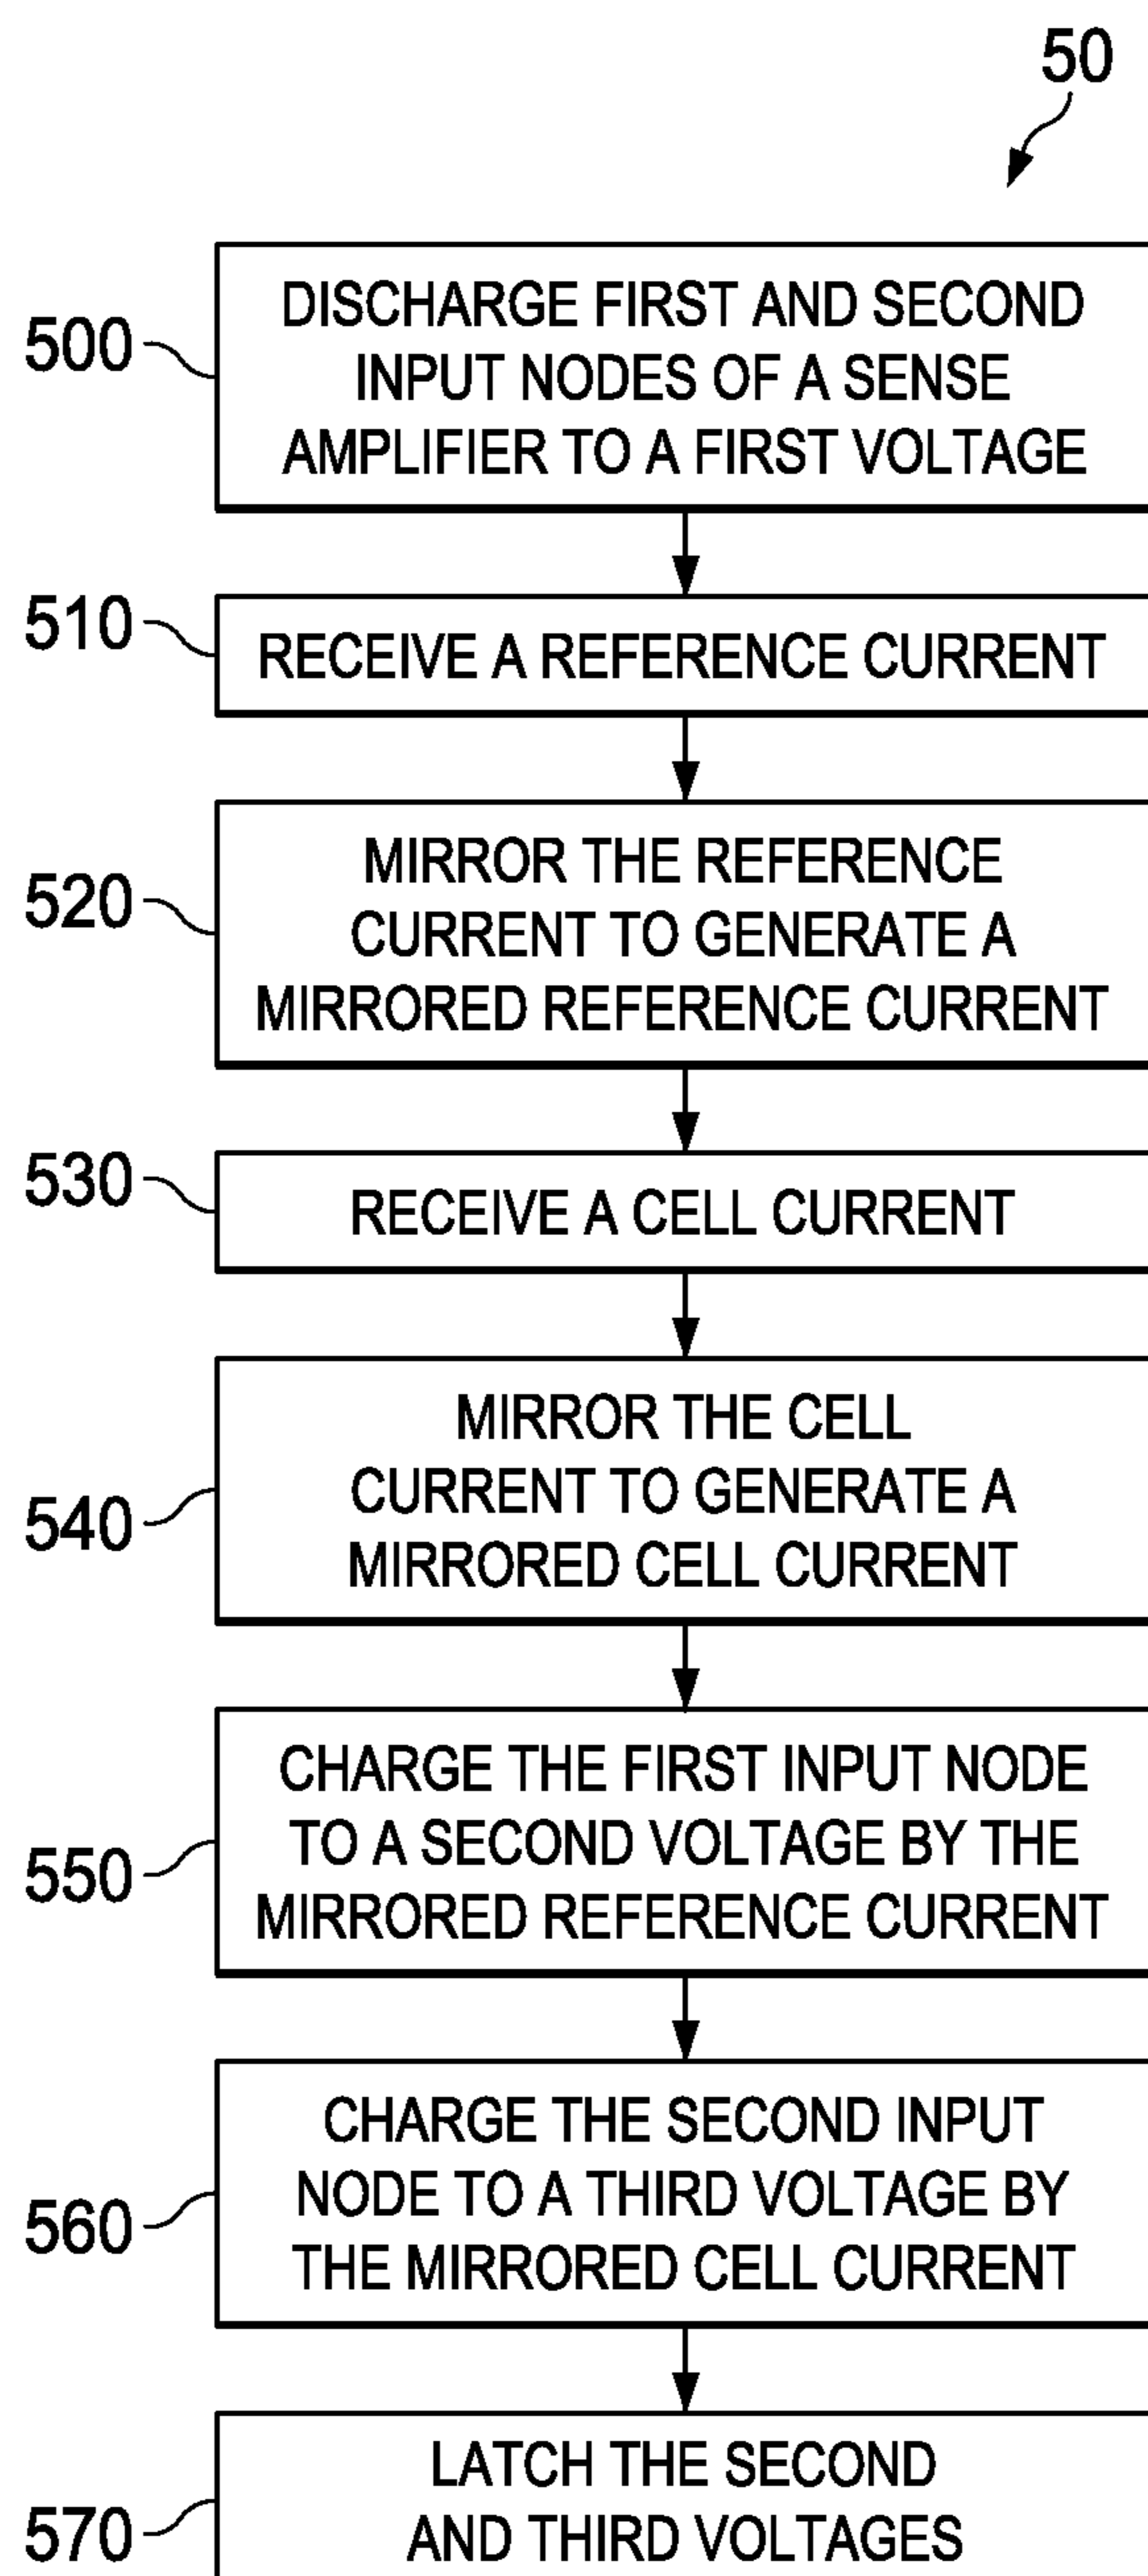 50
500
DISCHARGE FIRST AND SECOND
INPUT NODES OF A SENSE
AMPLIFIER TO A FIRST VOLTAGE
510
RECEIVE A REFERENCE CURRENT
520
MIRROR THE REFERENCE
CURRENT TO GENERATE A
MIRRORED REFERENCE CURRENT
530
RECEIVE A CELL CURRENT
540
MIRROR THE CELL
CURRENT TO GENERATE A
MIRRORED CELL CURRENT
550
CHARGE THE FIRST INPUT NODE
TO A SECOND VOLTAGE BY THE
MIRRORED REFERENCE CURRENT
560
CHARGE THE SECOND INPUT
NODE TO A THIRD VOLTAGE BY
THE MIRRORED CELL CURRENT
570
LATCH THE SECOND
AND THIRD VOLTAGES